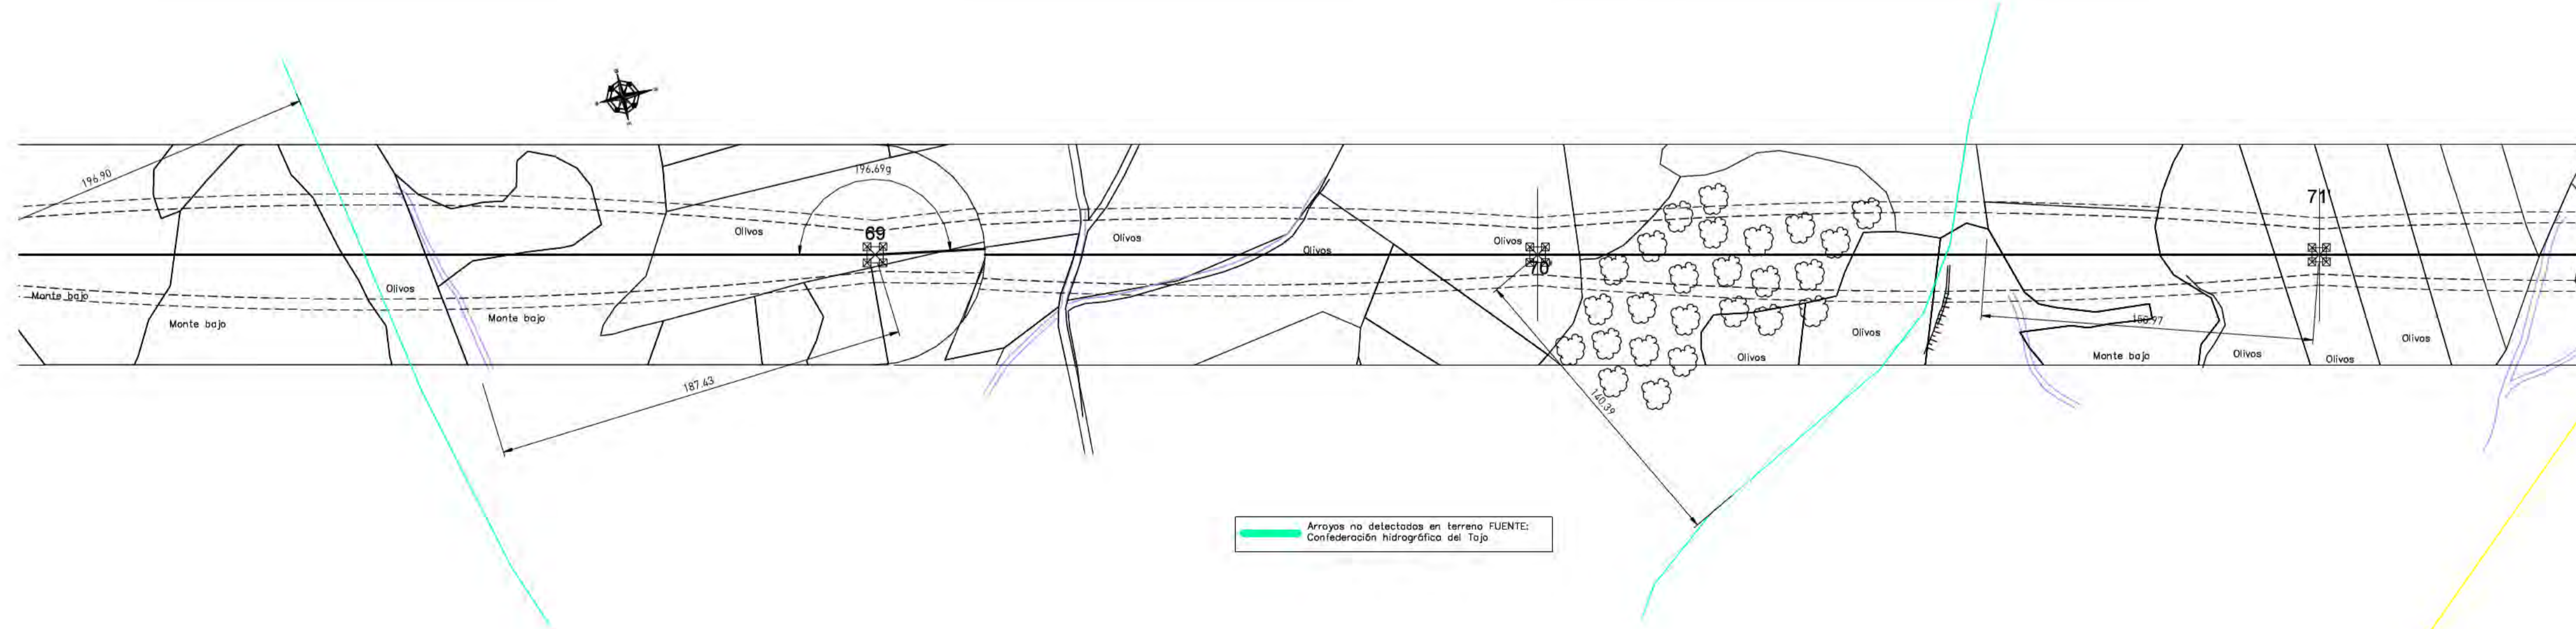 196.90
196.69g
71
69
Olivos
Olivos
Olivos
Olivos
70
Monte bajo
Olivos
Monte bajo
Monte bajo
Olivos
Olivos
Monte bajo
Olivos
Olivos
Olivos
187.43
140.39
Arroyos no detectados en terreno FUENTE:
Confederación hidrográfica del Tajo